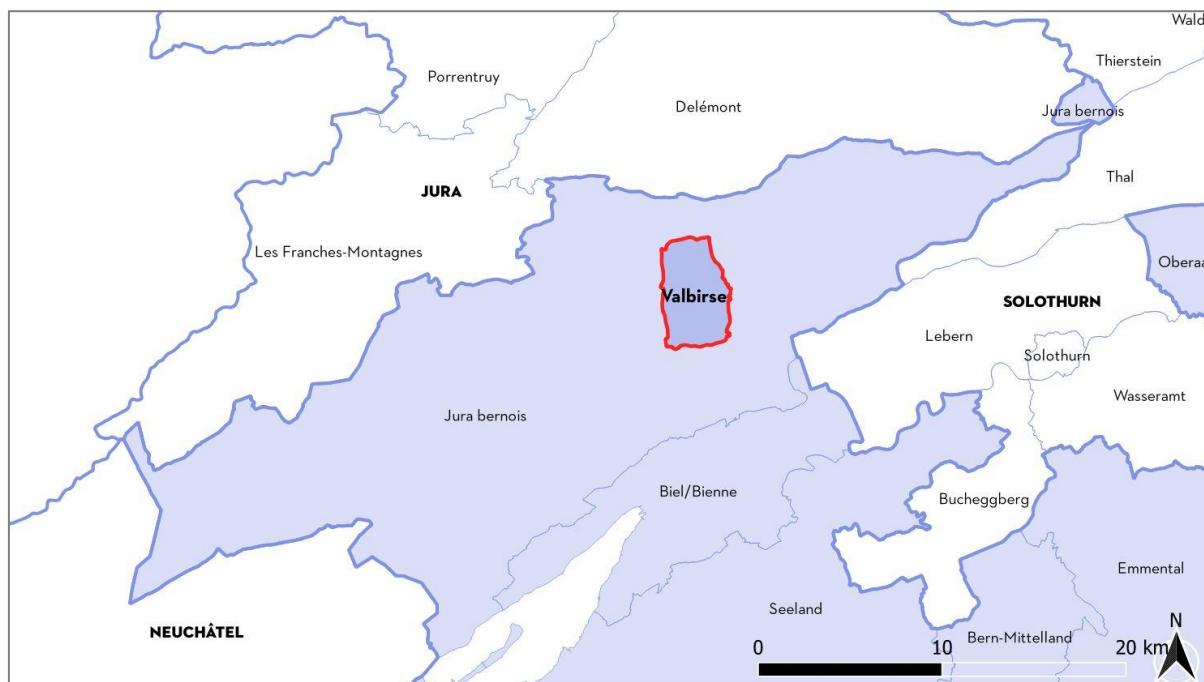 Wald
Thierstein
Porrentruy
Delémont
Jura bernois
Thal
JURA
Les Franches-Montagnes
Oberaa
Valbirse
SOLOTHURN
Lebern
Solothurn
Wasseramt
Jura bernois
Biel/Bienne
Bucheggberg
Emmental
Seeland
NEUCHÂTEL
Bern-Mittelland
N
0 10 20 km